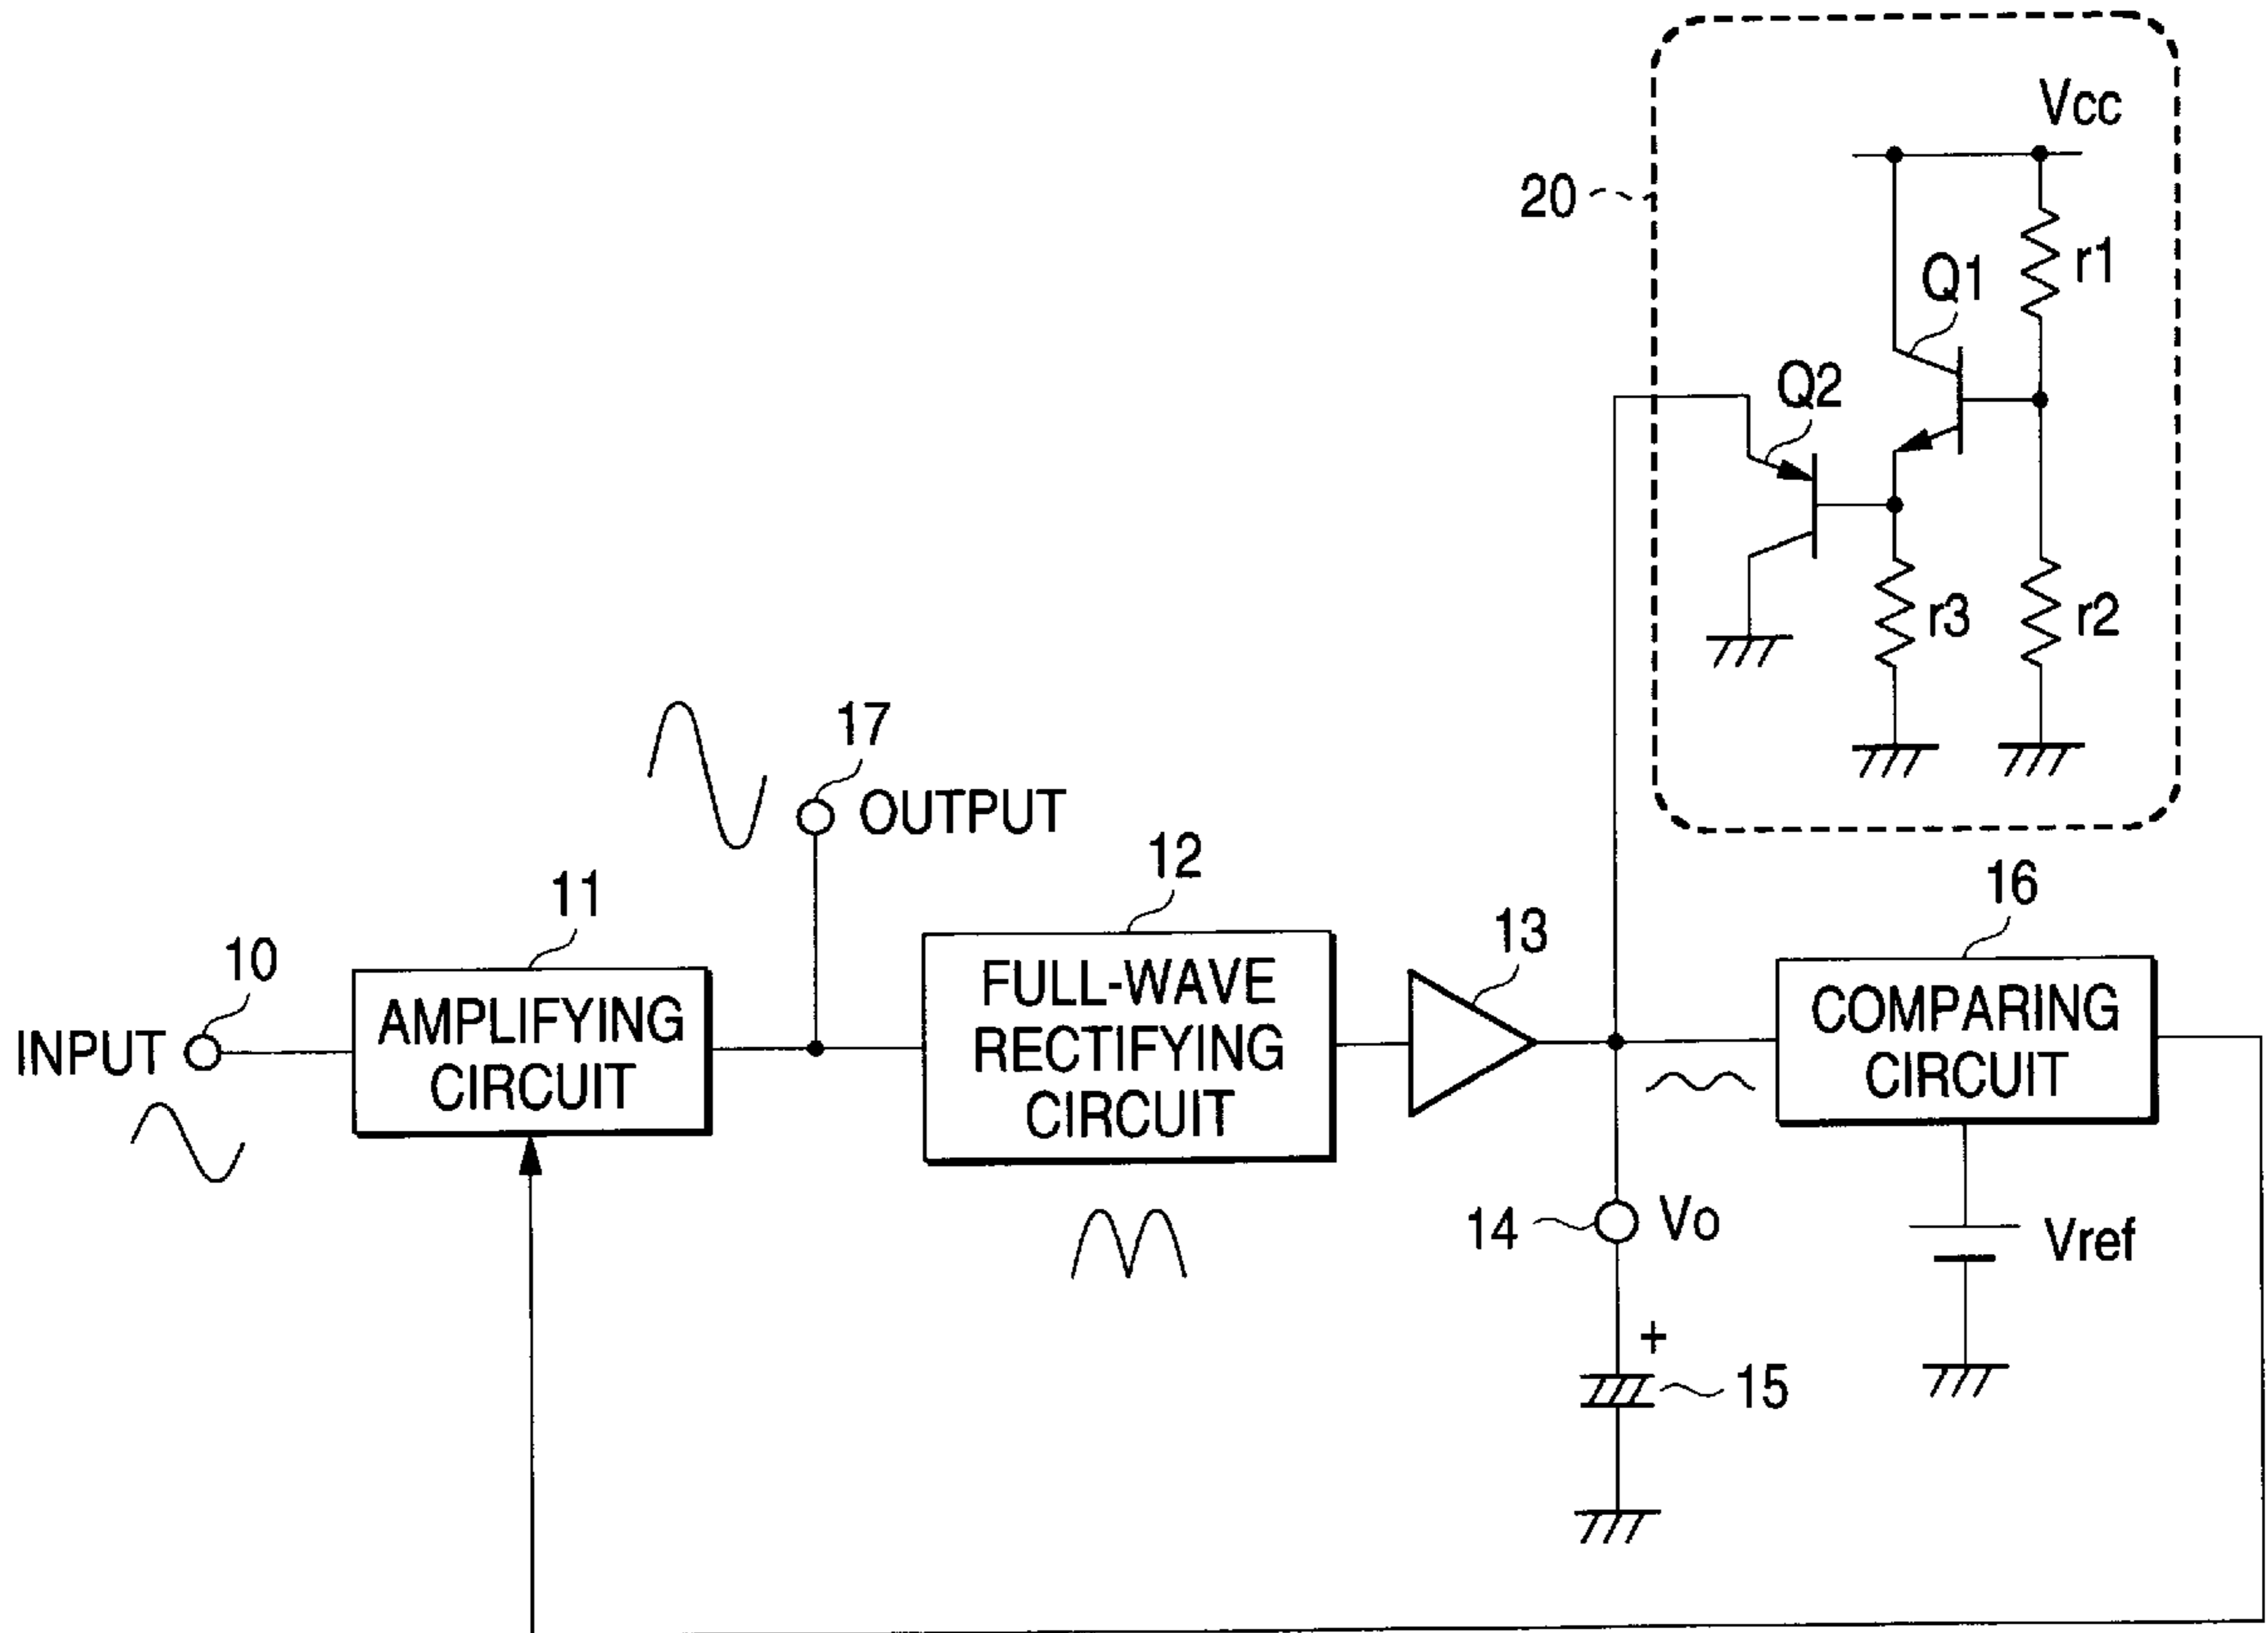 Vcc
20
r1
Q1
Q2
r3
r2
17
OUTPUT
12
11
16
13
10
FULL-WAVE
RECTIFYING
CIRCUIT
AMPLIFYING
CIRCUIT
COMPARING
CIRCUIT
INPUT
14
Vo
Vref
+
15